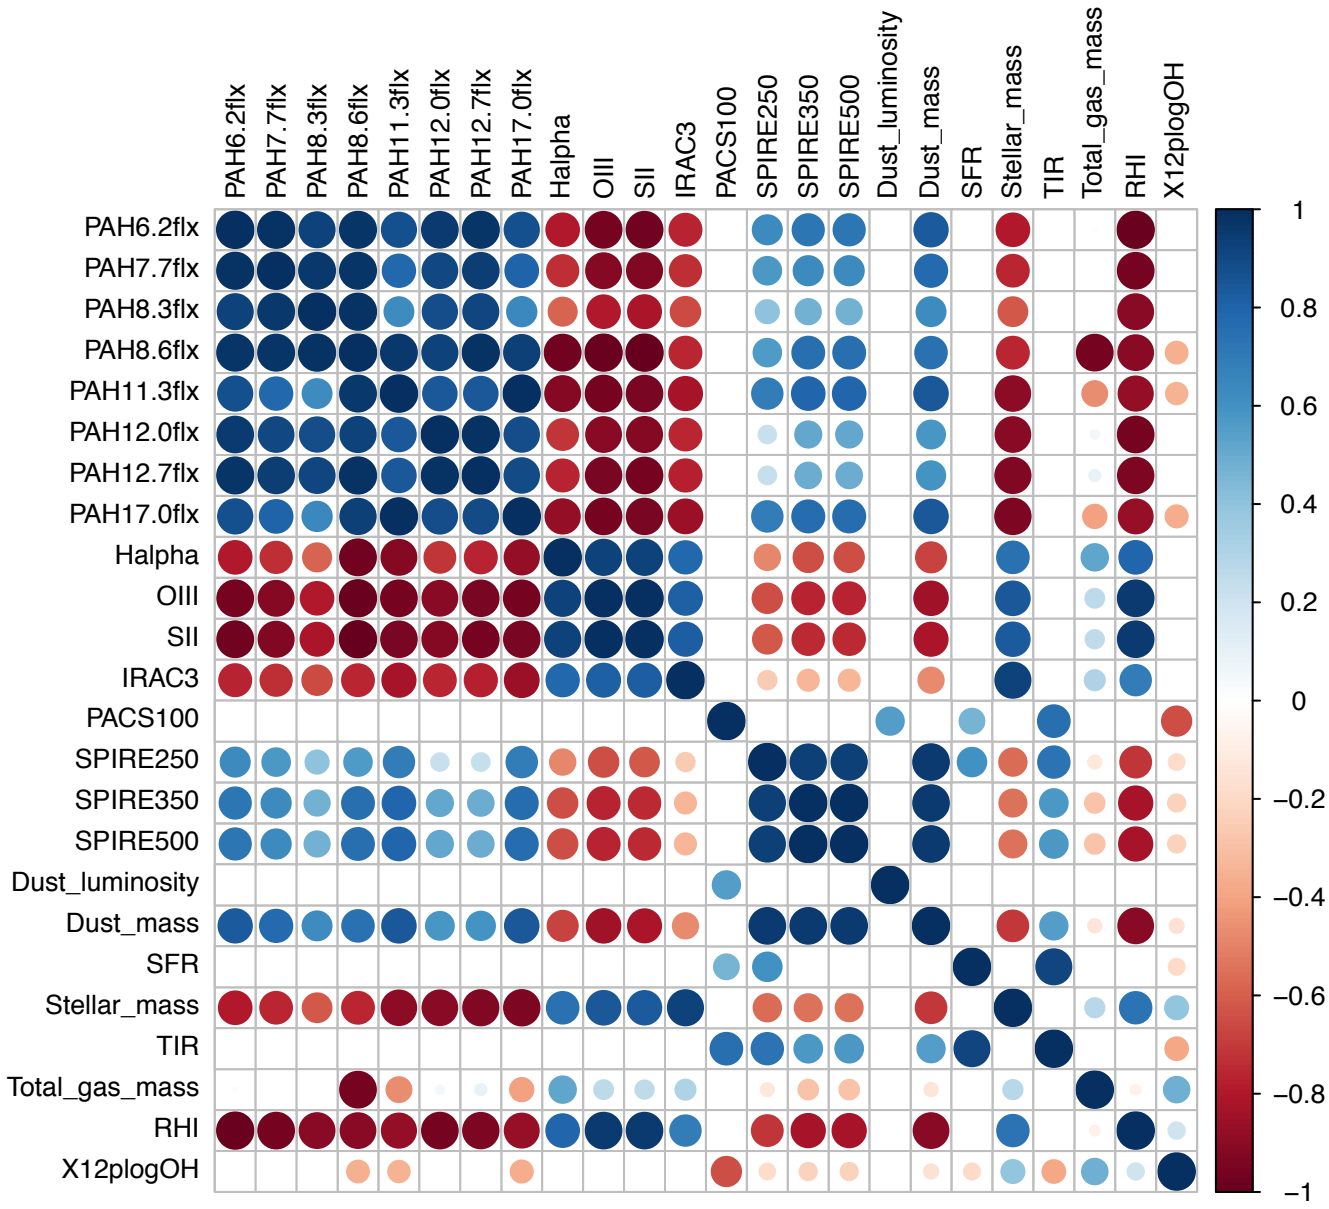 PAH6.2flx
PAH7.7flx
PAH8.3flx
PAH8.6flx
PAH11.3flx
PAH12.0flx
PAH12.7flx
PAH17.0flx
Halpha
OIII
SII
IRAC3
PACS100
SPIRE250
SPIRE350
SPIRE500
Dust_luminosity
Dust_mass
SFR
Stellar_mass
TIR
Total_gas_mass
RHI
X12plogOH
PAH6.2flx
PAH7.7flx
PAH8.3flx
PAH8.6flx
PAH11.3flx
PAH12.0flx
PAH12.7flx
PAH17.0flx
Halpha
OIII
SII
IRAC3
PACS100
SPIRE250
SPIRE350
SPIRE500
Dust_luminosity
Dust_mass
SFR
Stellar_mass
TIR
Total_gas_mass
RHI
X12plogOH
1
0.8
0.6
0.4
0.2
0
−0.2
−0.4
−0.6
−0.8
−1